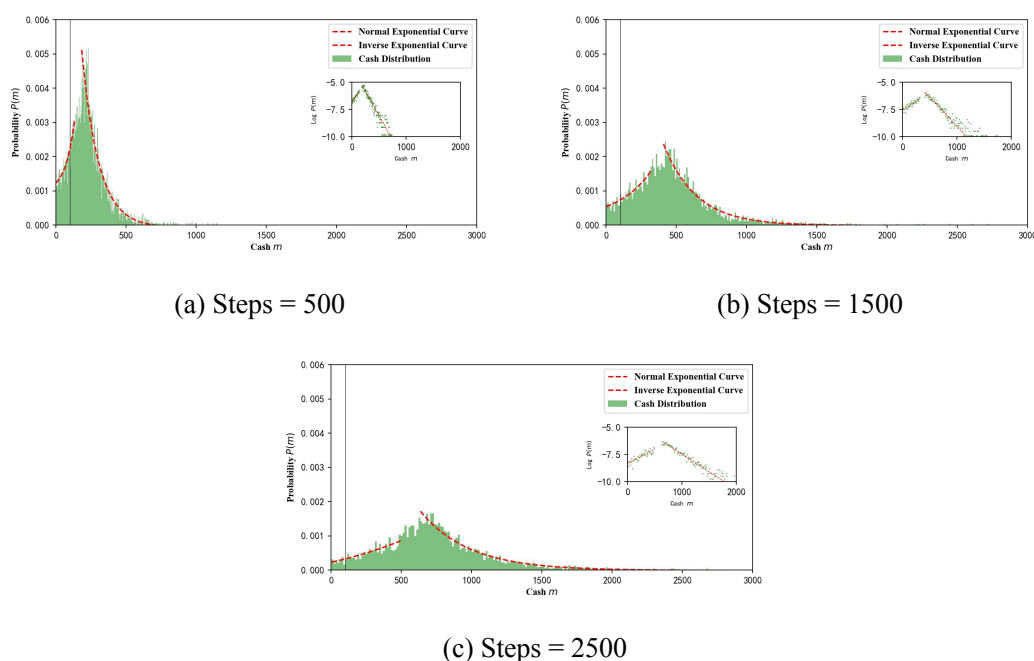 0.006
0.005
0.004
0.003
0.002
0.001
0.000
Probability P(m)
0
500
1000
1500
2000
2500
3000
Cash m
Normal Exponential Curve
Inverse Exponential Curve
Cash Distribution
−5.0
−7.5
−10.0
Log P(m)
0
1000
2000
Cash m
(a) Steps = 500
0.006
0.005
0.004
0.003
0.002
0.001
0.000
Probability P(m)
0
500
1000
1500
2000
2500
3000
Cash m
Normal Exponential Curve
Inverse Exponential Curve
Cash Distribution
−5.0
−7.5
−10.0
Log P(m)
0
1000
2000
Cash m
(b) Steps = 1500
0.006
0.005
0.004
0.003
0.002
0.001
0.000
Probability P(m)
0
500
1000
1500
2000
2500
3000
Cash m
Normal Exponential Curve
Inverse Exponential Curve
Cash Distribution
−5.0
−7.5
−10.0
Log P(m)
0
1000
2000
Cash m
(c) Steps = 2500